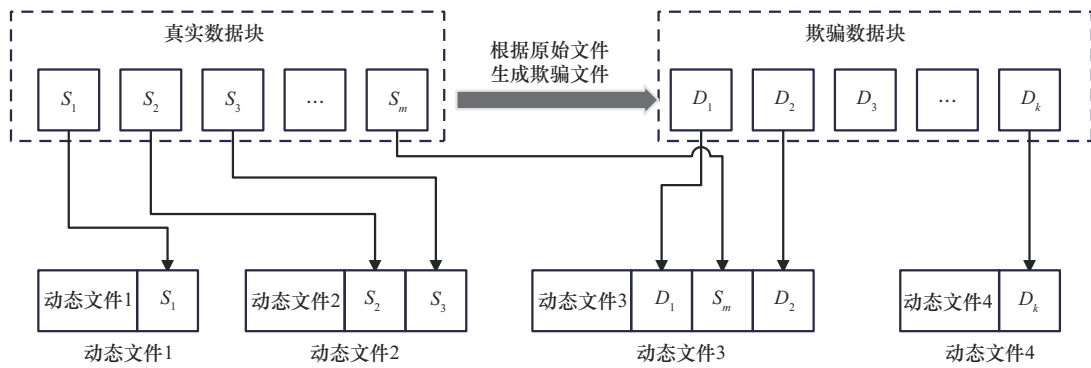 真实数据块
欺骗数据块
根据原始文件
生成欺骗文件
S₁ S₂ S₃ … Sₘ
D₁ D₂ D₃ … Dₖ
动态文件1 S₁
动态文件2 S₂ S₃
动态文件3 D₁ Sₘ D₂
动态文件4 Dₖ
动态文件1
动态文件2
动态文件3
动态文件4